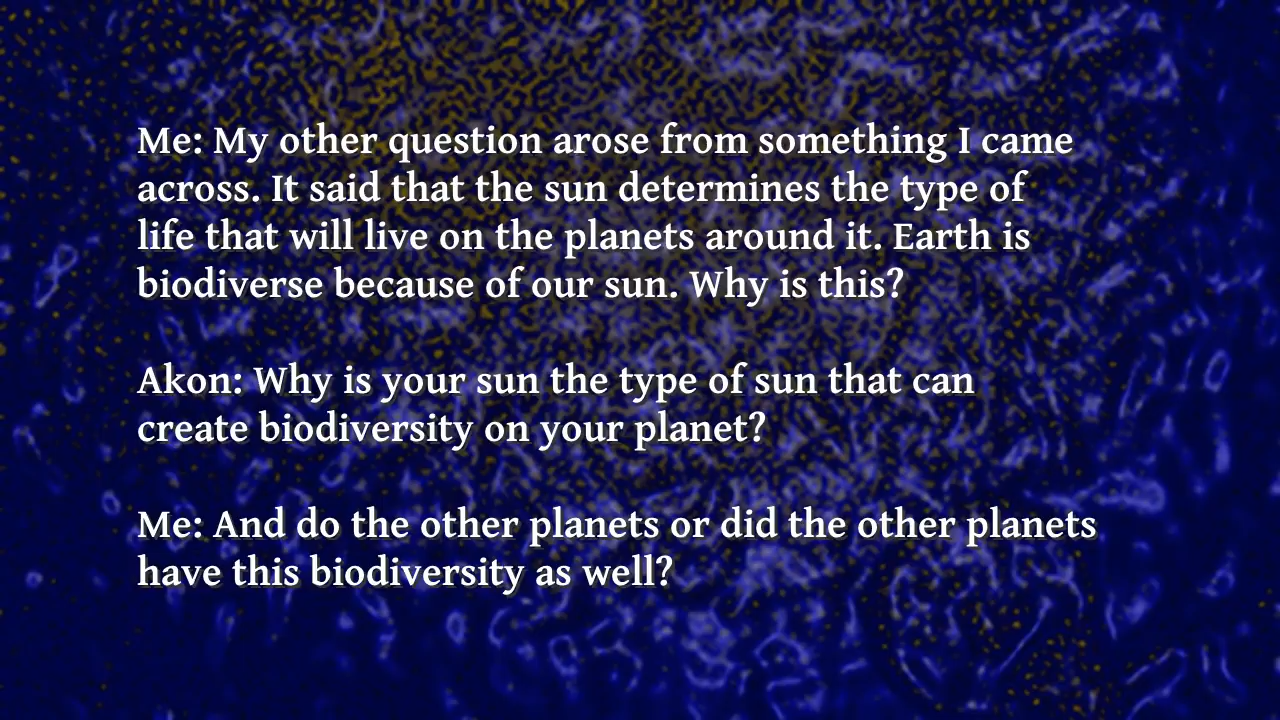 Me: My other question arose from something I came
across. It said that the sun determines the type of
life that will live on the planets around it. Earth is
biodiverse because of our sun. Why is this?
Akon: Why is your sun the type of sun that can
create biodiversity on your planet?
Me: And do the other planets or did the other planets
have this biodiversity as well?